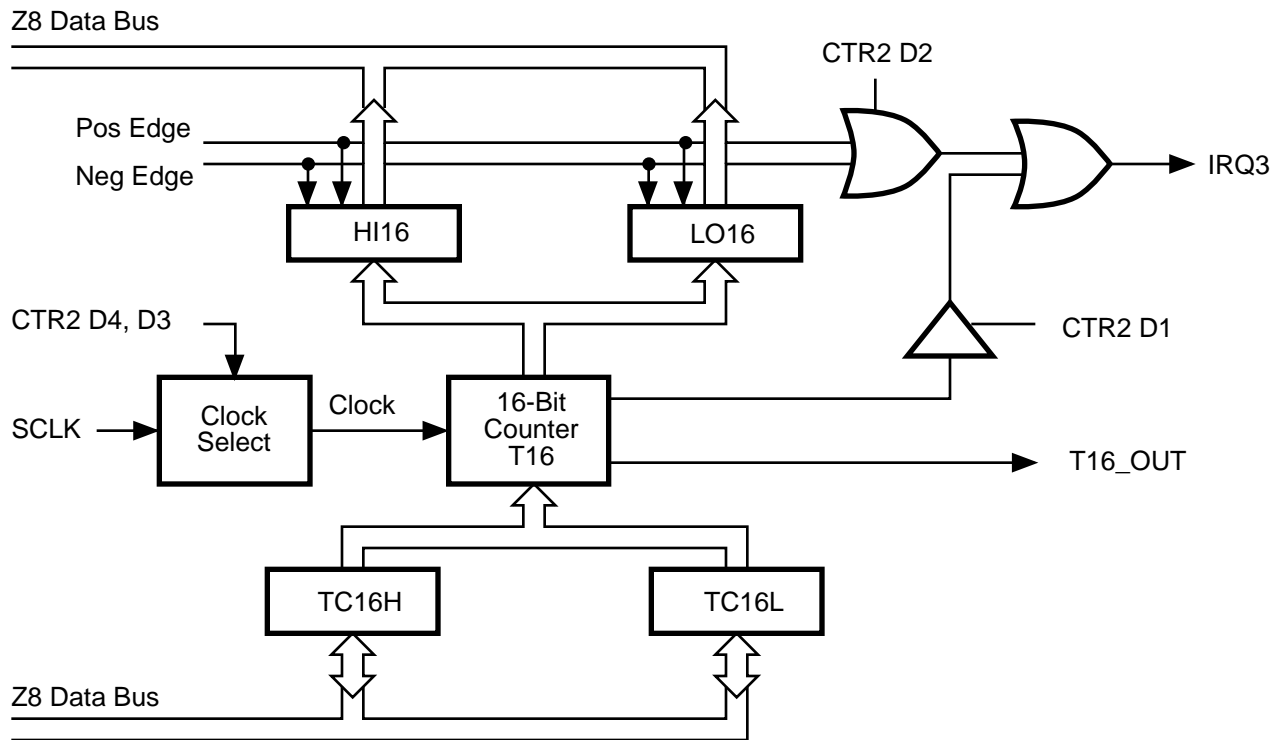 Z8 Data Bus
CTR2 D2
Pos Edge
Neg Edge
IRQ3
HI16
LO16
CTR2 D4, D3
CTR2 D1
SCLK
Clock
Select
Clock
16-Bit
Counter
T16
T16_OUT
TC16H
TC16L
Z8 Data Bus